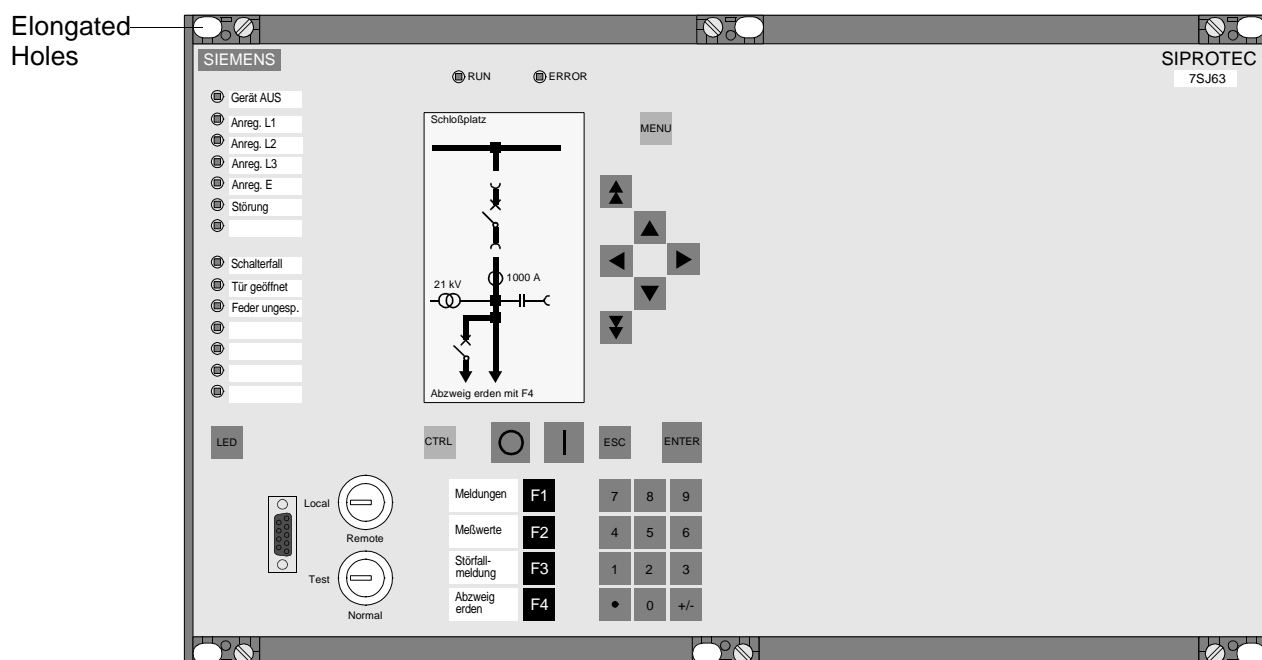 Elongated
Holes
SIEMENS
SIPROTEC
7SJ63
RUN
ERROR
Gerät AUS
Anreg. L1
Anreg. L2
Anreg. L3
Anreg. E
Störung
Schalterfall
Tür geöffnet
Feder ungesp.
Schloßplatz
21 kV
1000 A
Abzweig erden mit F4
MENU
LED
CTRL
ESC
ENTER
Local
Remote
Test
Normal
Meldungen
F1
Meßwerte
F2
Störfall-
meldung
F3
Abzweig
erden
F4
7 8 9
4 5 6
1 2 3
• 0 +/-